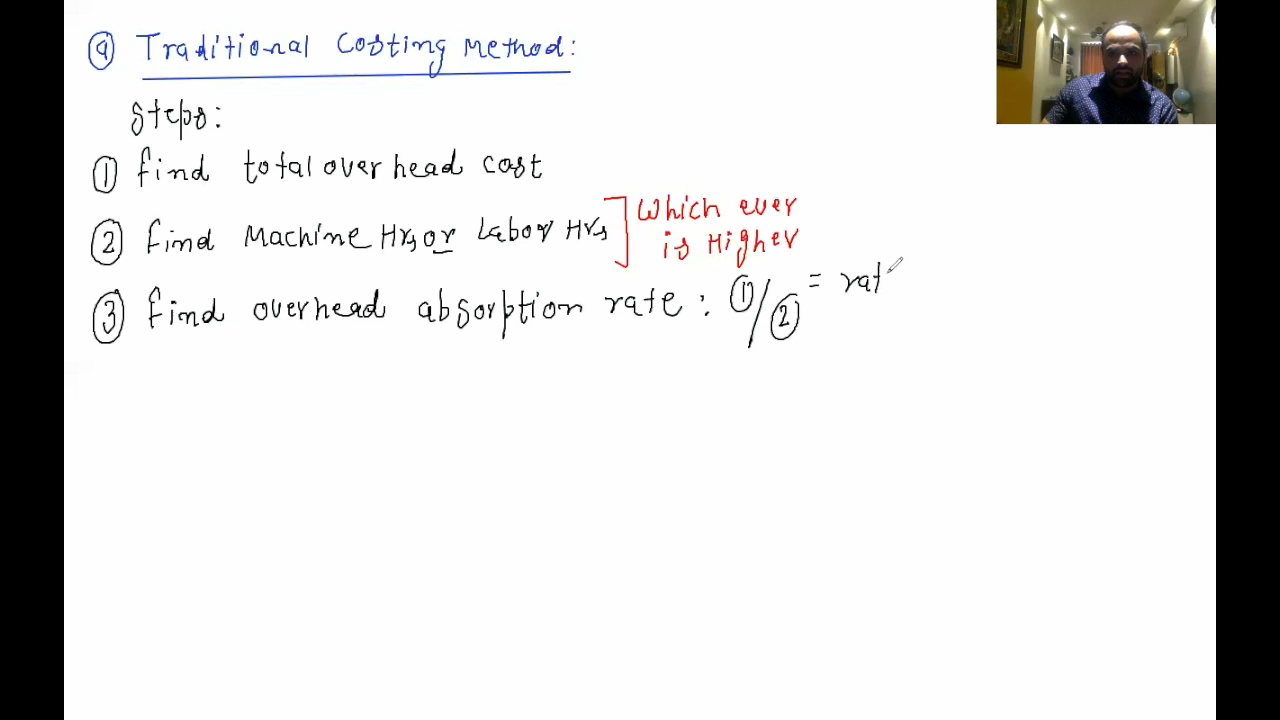 ⓐ Traditional Costing Method:
Steps:
① find total overhead cost
② find Machine Hrs or Labor Hrs
which ever
is Higher
③ find overhead absorption rate : ①/② = rat